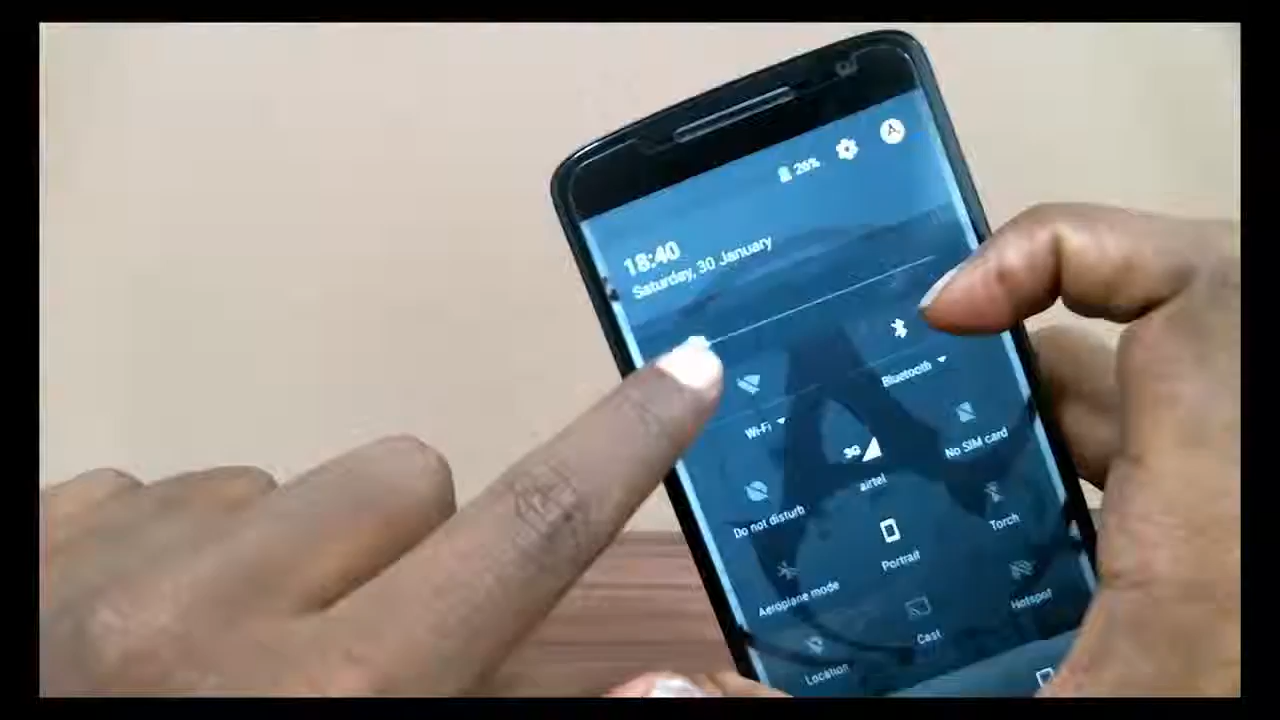 26%
18:40
Saturday, 30 January
Wi-Fi
Bluetooth
Do not disturb
3G
airtel
No SIM card
Aeroplane mode
Portrait
Torch
Location
Cast
Hotspot